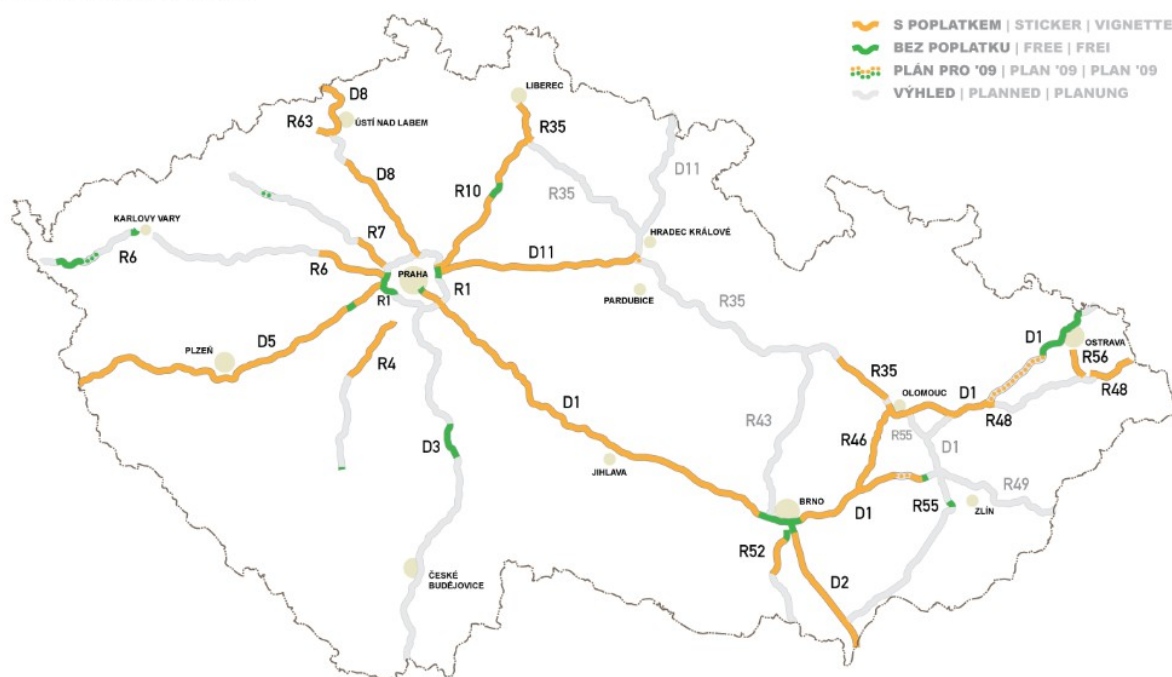 S POPLATKEM | STICKER | VIGNETTE
BEZ POPLATKU | FREE | FREI
PLÁN PRO '09 | PLAN '09 | PLAN '09
VÝHLED | PLANNED | PLANUNG
D8
LIBEREC
R63
ÚSTÍ NAD LABEM
R35
D11
D8
R10
R35
KARLOVY VARY
R7
HRADEC KRÁLOVÉ
R6
R6
D11
PRAHA
R1
R1
PARDUBICE
R35
D5
D1
OSTRAVA
PLZEŇ
R4
R56
R35
R48
OLOMOUC
D1
D1
R48
R43
R46
R55
D1
D3
JIHLAVA
R49
BRNO
D1
R55
ZLÍN
R52
ČESKÉ
BUDĚJOVICE
D2